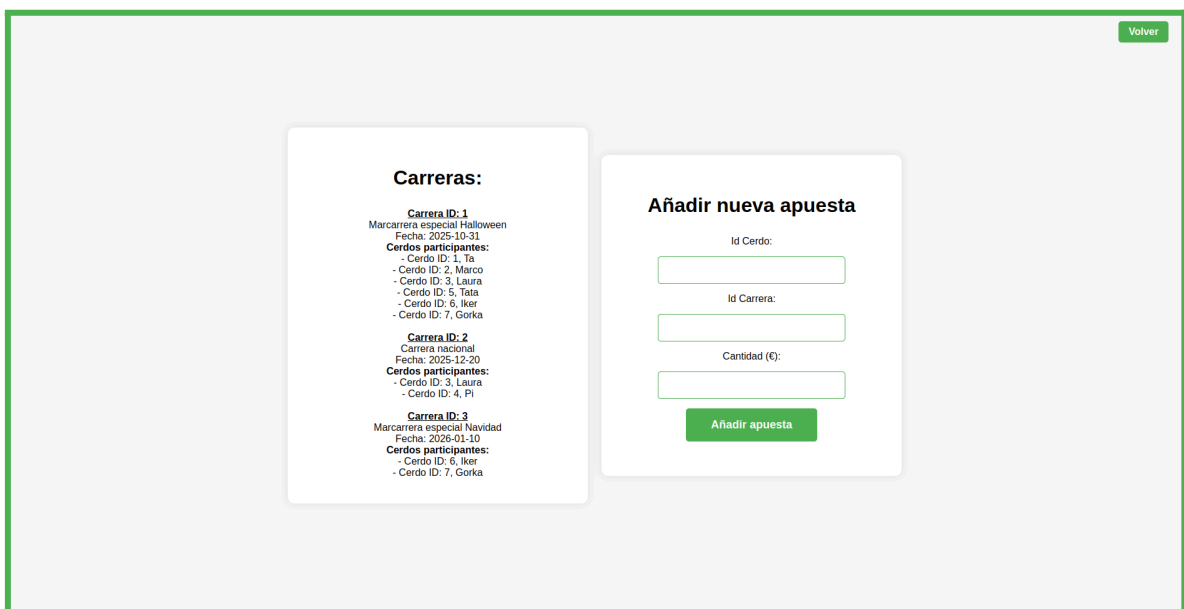 Volver
Carreras:
Carrera ID: 1
Marcarrera especial Halloween
Fecha: 2025-10-31
Cerdos participantes:
- Cerdo ID: 1, Ta
- Cerdo ID: 2, Marco
- Cerdo ID: 3, Laura
- Cerdo ID: 5, Tata
- Cerdo ID: 6, Iker
- Cerdo ID: 7, Gorka
Carrera ID: 2
Carrera nacional
Fecha: 2025-12-20
Cerdos participantes:
- Cerdo ID: 3, Laura
- Cerdo ID: 4, Pi
Carrera ID: 3
Marcarrera especial Navidad
Fecha: 2026-01-10
Cerdos participantes:
- Cerdo ID: 6, Iker
- Cerdo ID: 7, Gorka
Añadir nueva apuesta
Id Cerdo:
Id Carrera:
Cantidad (€):
Añadir apuesta